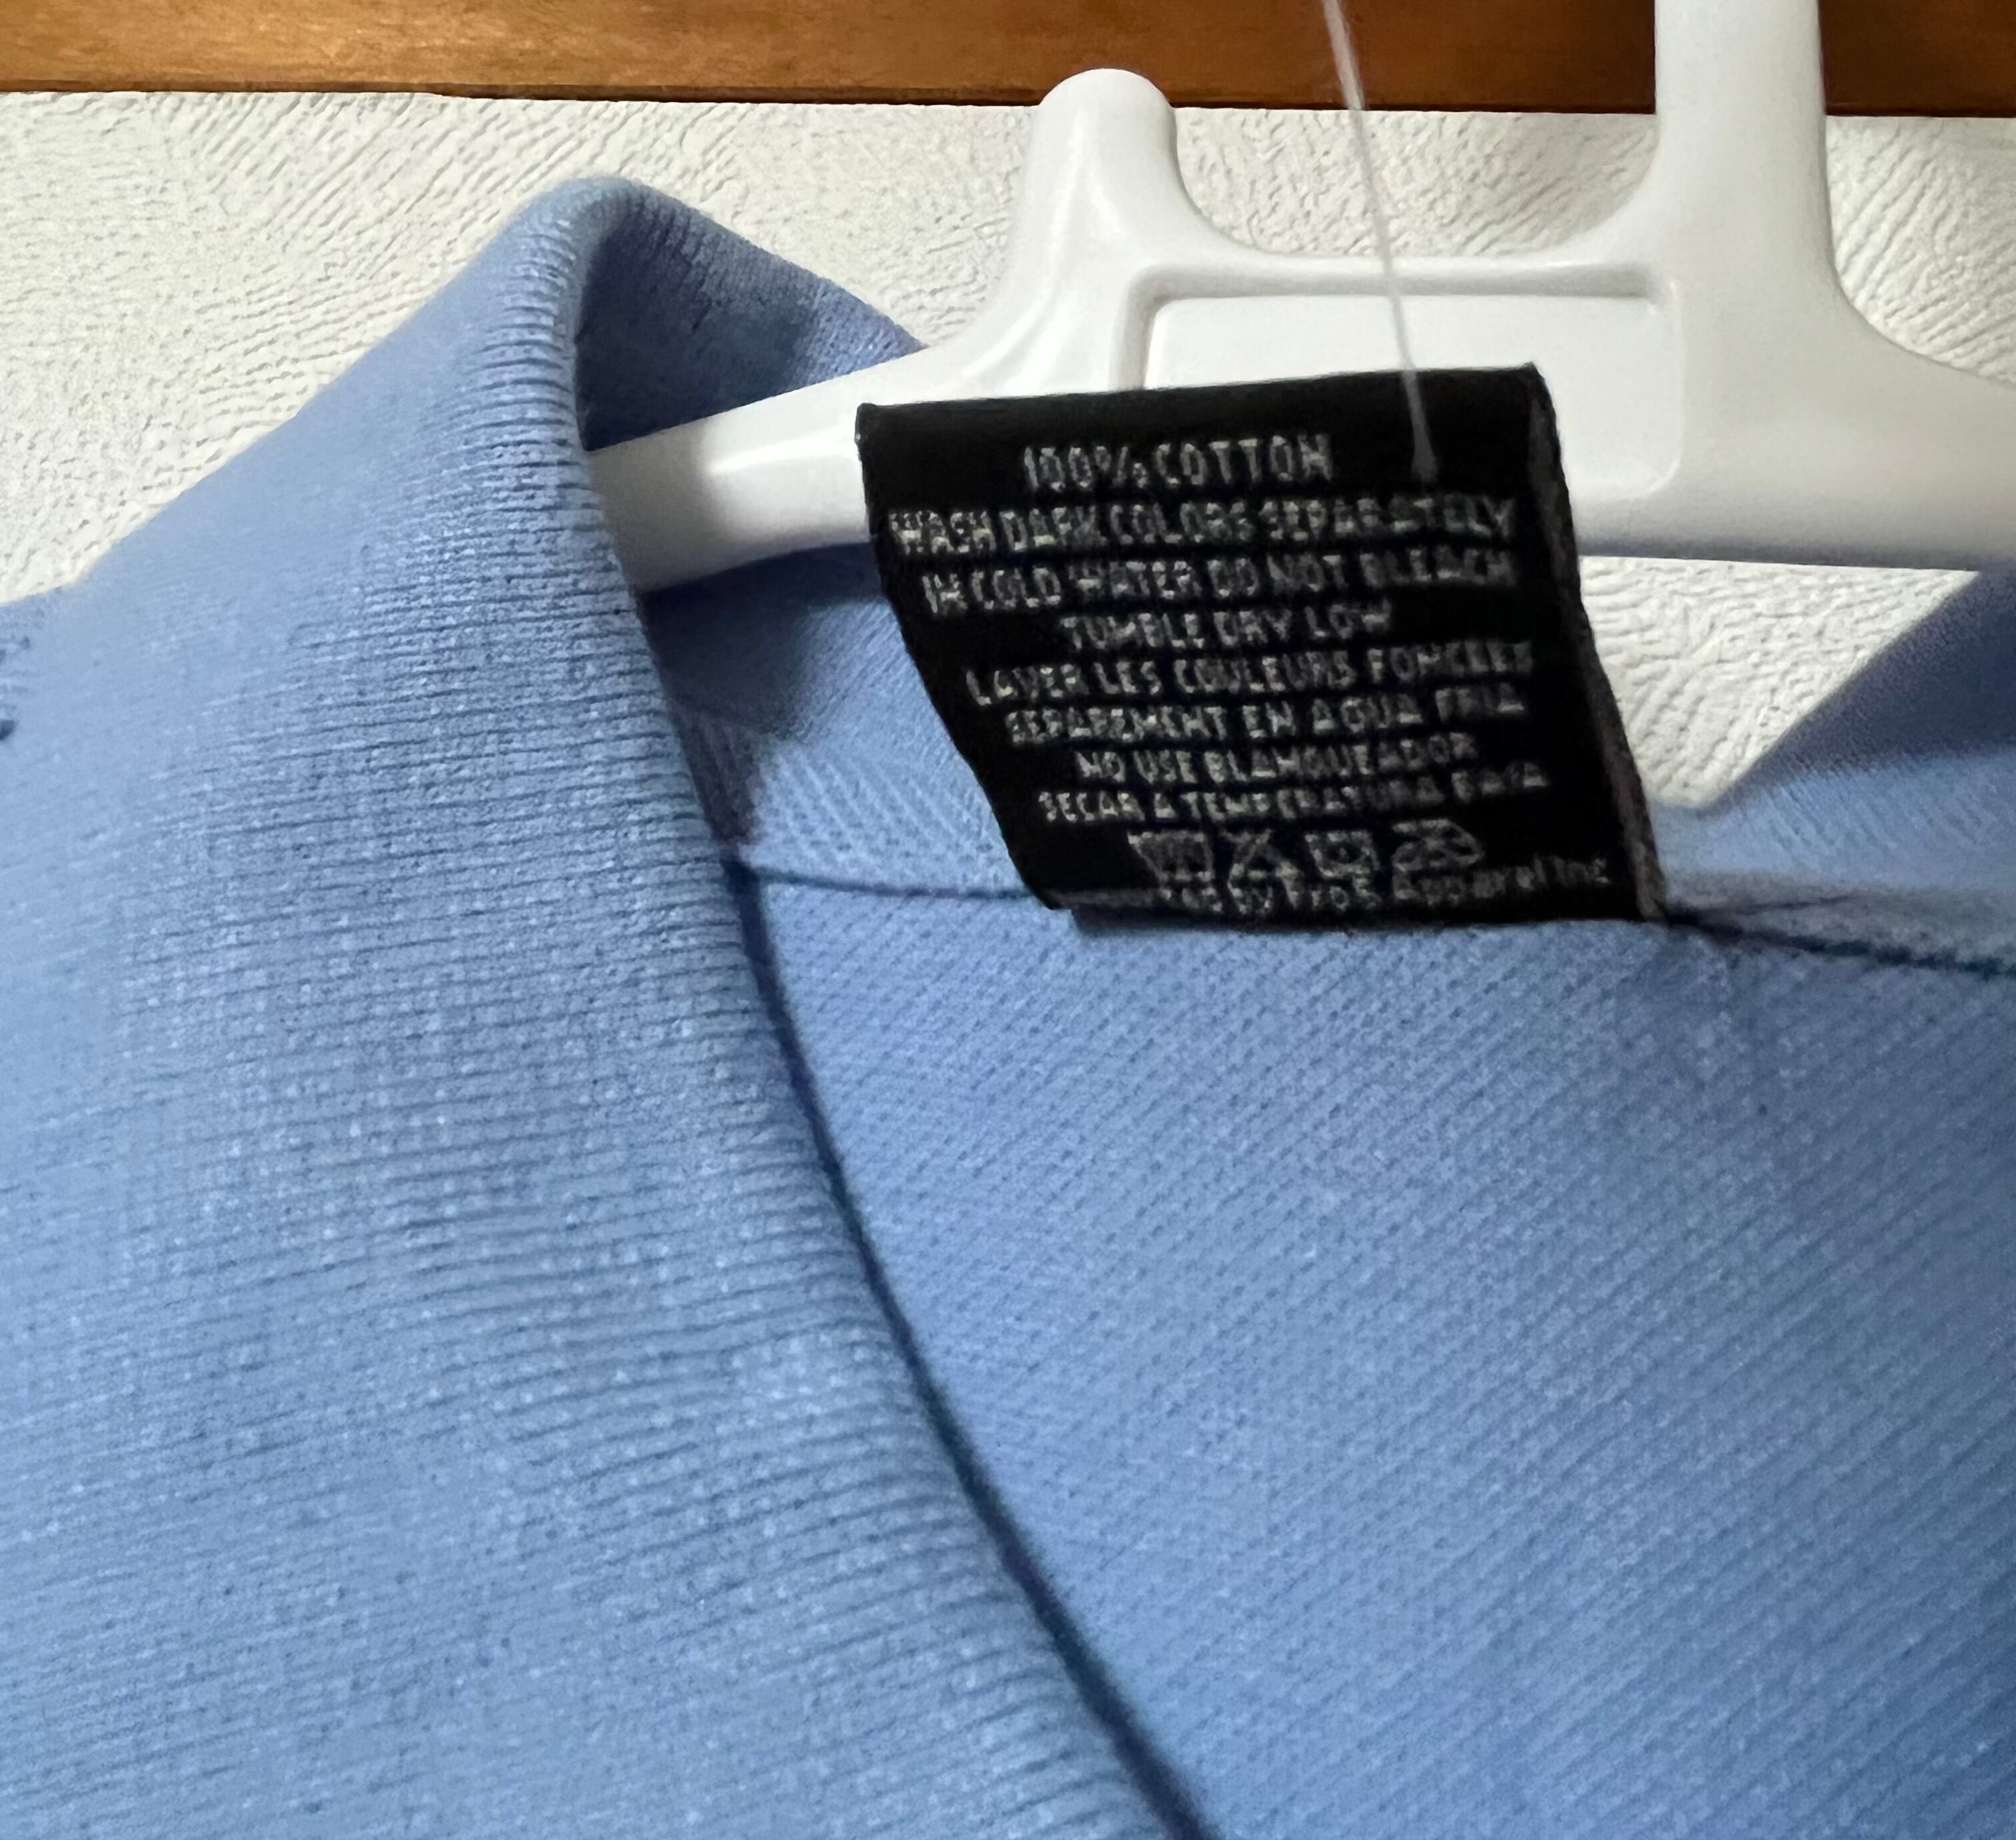 100% COTTON
WASH DARK COLORS SEPARATELY
IN COLD WATER DO NOT BLEACH
TUMBLE DRY LOW
LAVER LES COULEURS FONCEES
SEPAREMENT EN AGUA FRIA
NO USE BLANQUEADOR
SECAR A TEMPERATURA BAJA
by Apparel Inc